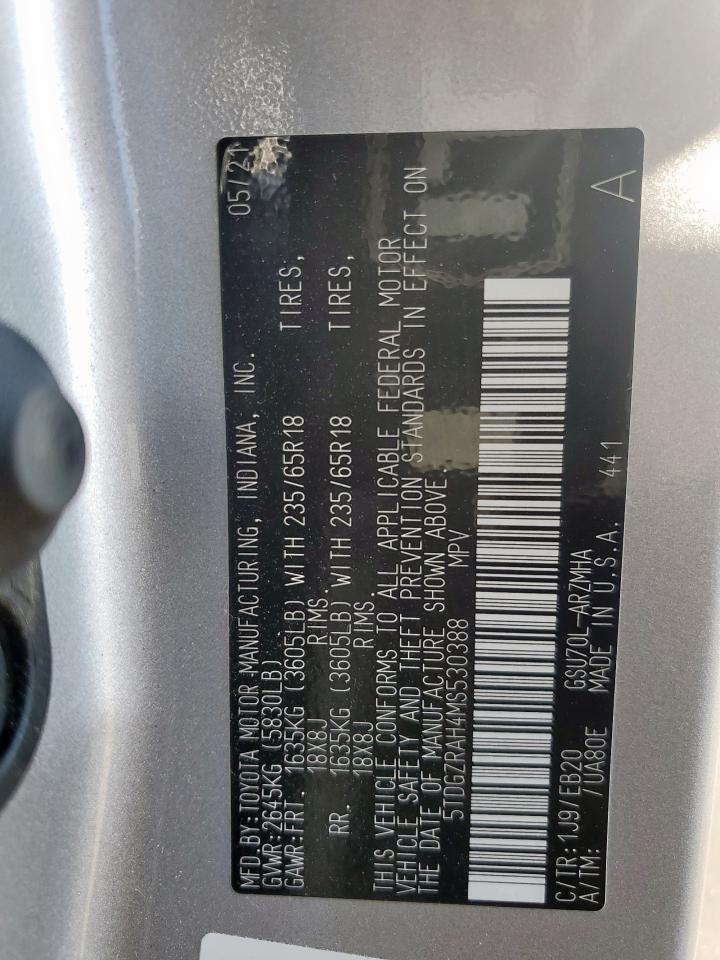 MFD.BY:TOYOTA MOTOR MANUFACTURING, INDIANA, INC. 05/21
GVWR:2645KG (5830LB)
GAWR:FRT. 1635KG (3605LB) WITH 235/65R18 TIRES,
18X8J RIMS.
RR. 1635KG (3605LB) WITH 235/65R18 TIRES,
18X8J RIMS.
THIS VEHICLE CONFORMS TO ALL APPLICABLE FEDERAL MOTOR
VEHICLE SAFETY AND THEFT PREVENTION STANDARDS IN EFFECT ON
THE DATE OF MANUFACTURE SHOWN ABOVE.
5TDGZRAH4MS530388 MPV
C/TR:1J9/EB20 GSU70L-ARZMHA
A/TM: /UA80E MADE IN U.S.A. 441 A